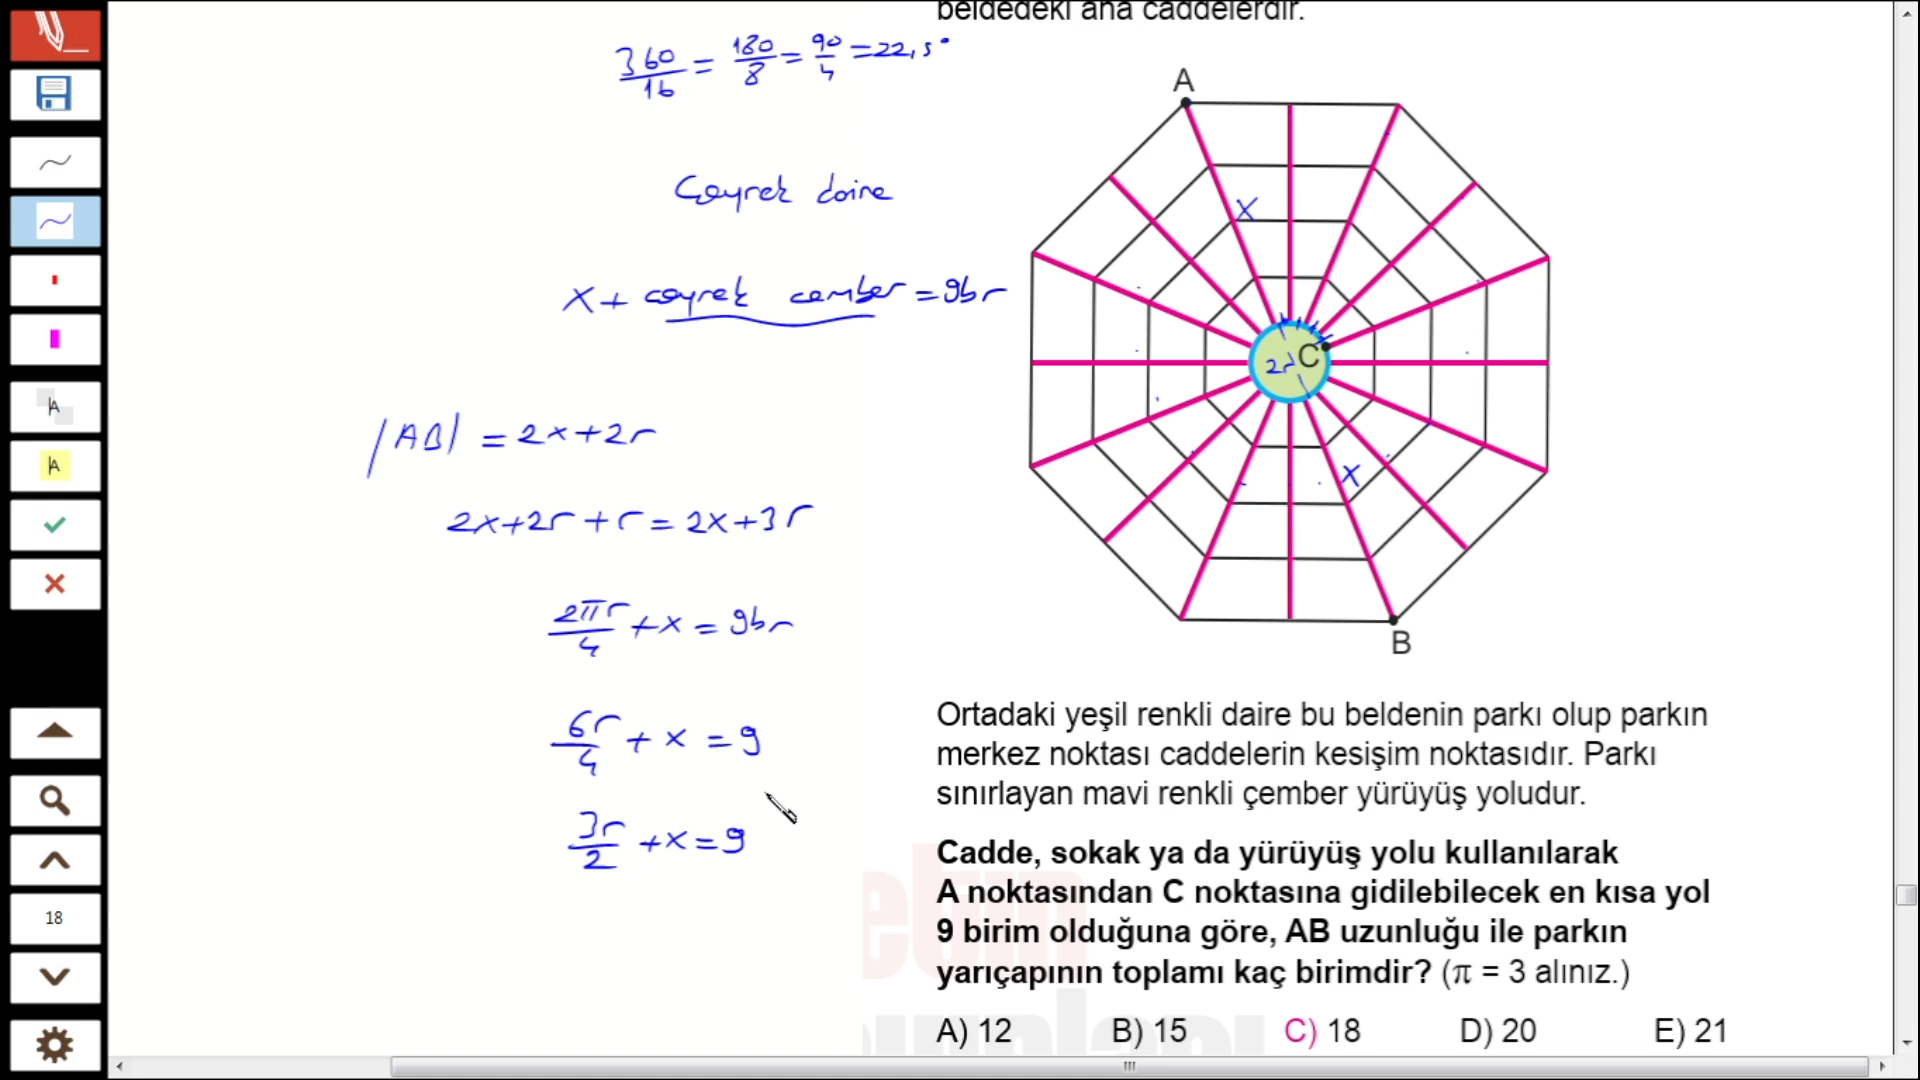 beldedeki ana caddelerdir.
360/16 = 180/8 = 90/4 = 22,5°
Çeyrek daire
x + çeyrek çember = 9br
|AB| = 2x+2r
2x+2r+r = 2x+3r
2πr/4 + x = 9br
6r/4 + x = 9
3r/2 + x = 9
A
x
2r C
x
B
Ortadaki yeşil renkli daire bu beldenin parkı olup parkın
merkez noktası caddelerin kesişim noktasıdır. Parkı
sınırlayan mavi renkli çember yürüyüş yoludur.
Cadde, sokak ya da yürüyüş yolu kullanılarak
A noktasından C noktasına gidilebilecek en kısa yol
9 birim olduğuna göre, AB uzunluğu ile parkın
yarıçapının toplamı kaç birimdir? (π = 3 alınız.)
A) 12 B) 15 C) 18 D) 20 E) 21
A
A
18